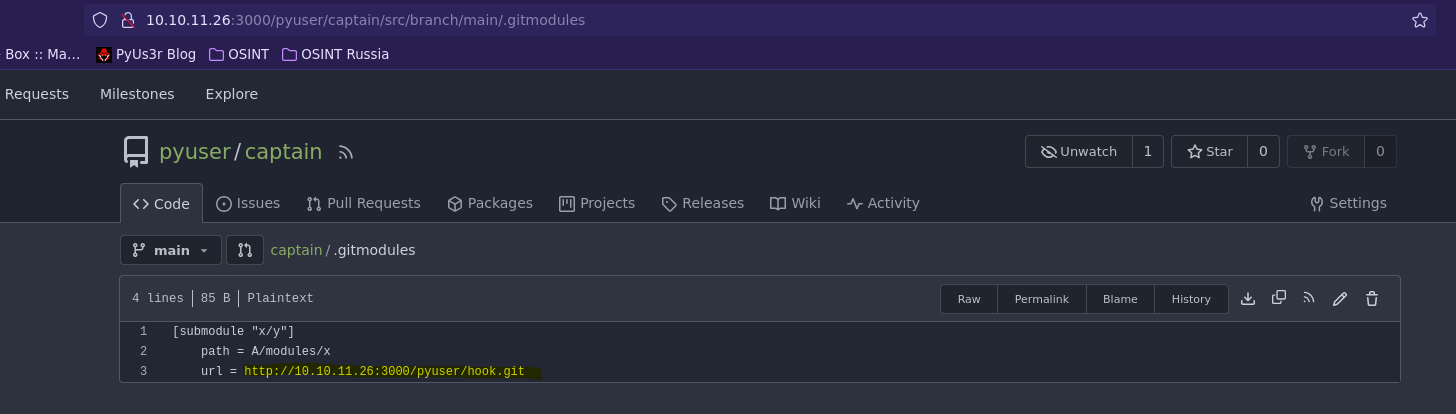 10.10.11.26:3000/pyuser/captain/src/branch/main/.gitmodules
Box :: Ma… PyUs3r Blog OSINT OSINT Russia
Requests Milestones Explore
pyuser/captain Unwatch 1 Star 0 Fork 0
Code Issues Pull Requests Packages Projects Releases Wiki Activity Settings
main captain/.gitmodules
4 lines 85 B Plaintext Raw Permalink Blame History
1 [submodule "x/y"]
2 path = A/modules/x
3 url = http://10.10.11.26:3000/pyuser/hook.git